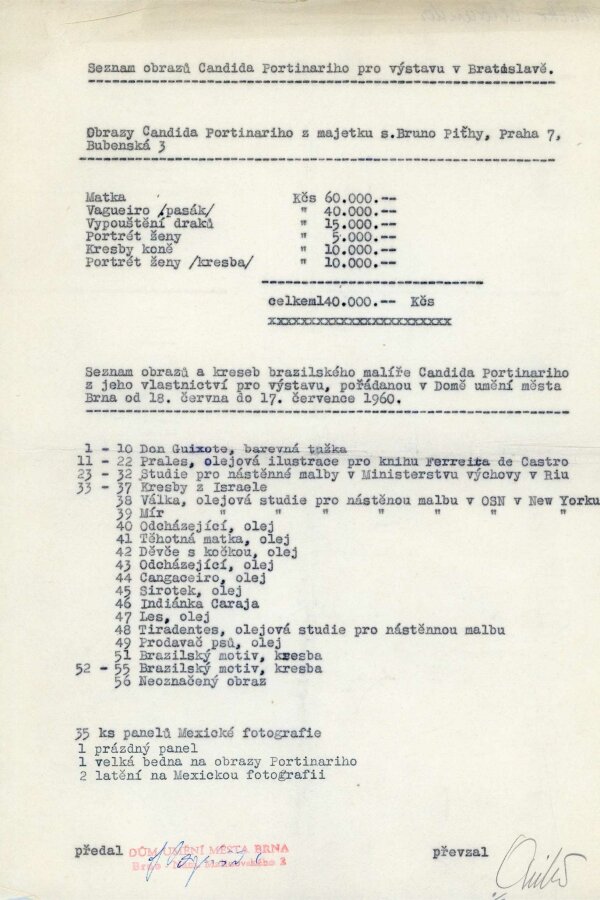 Seznam obrazů Candida Portinariho pro výstavu v Bratislavě.
Obrazy Candida Portinariho z majetku s.Bruno Piťhy, Praha 7,
Bubenská 3
Matka Kčs 60.000.--
Vagueiro /pasák/ " 40.000.--
Vypouštění draků " 15.000.--
Portrét ženy " 5.000.--
Kresby koně " 10.000.--
Portrét ženy /kresba/ " 10.000.--
celkem140.000.-- Kčs
xxxxxxxxxxxxxxxxxxxxxxxx
Seznam obrazů a kreseb brazilského malíře Candida Portinariho
z jeho vlastnictví pro výstavu, pořádanou v Domě umění města
Brna od 18. června do 17. července 1960.
1 - 10 Don Guixote, barevná tužka
11 - 22 Prales, olejová ilustrace pro knihu Ferreita de Castro
23 - 32 Studie pro nástěnné malby v Ministerstvu výchovy v Riu
33 - 37 Kresby z Israele
38 Válka, olejová studie pro nástěnou malbu v OSN v New Yorku
39 Mír " " " " " "
40 Odcházející, olej
41 Těhotná matka, olej
42 Děvče s kočkou, olej
43 Odcházející, olej
44 Cangaceiro, olej
45 Sirotek, olej
46 Indiánka Caraja
47 Les, olej
48 Tiradentes, olejová studie pro nástěnnou malbu
49 Prodavač psů, olej
51 Brazilský motiv, kresba
52 - 55 Brazilský motiv, kresba
56 Neoznačený obraz
35 ks panelů Mexické fotografie
1 prázdný panel
1 velká bedna na obrazy Portinariho
2 latění na Mexickou fotografii
předal DŮM UMĚNÍ MĚSTA BRNA převzal
Brno 2